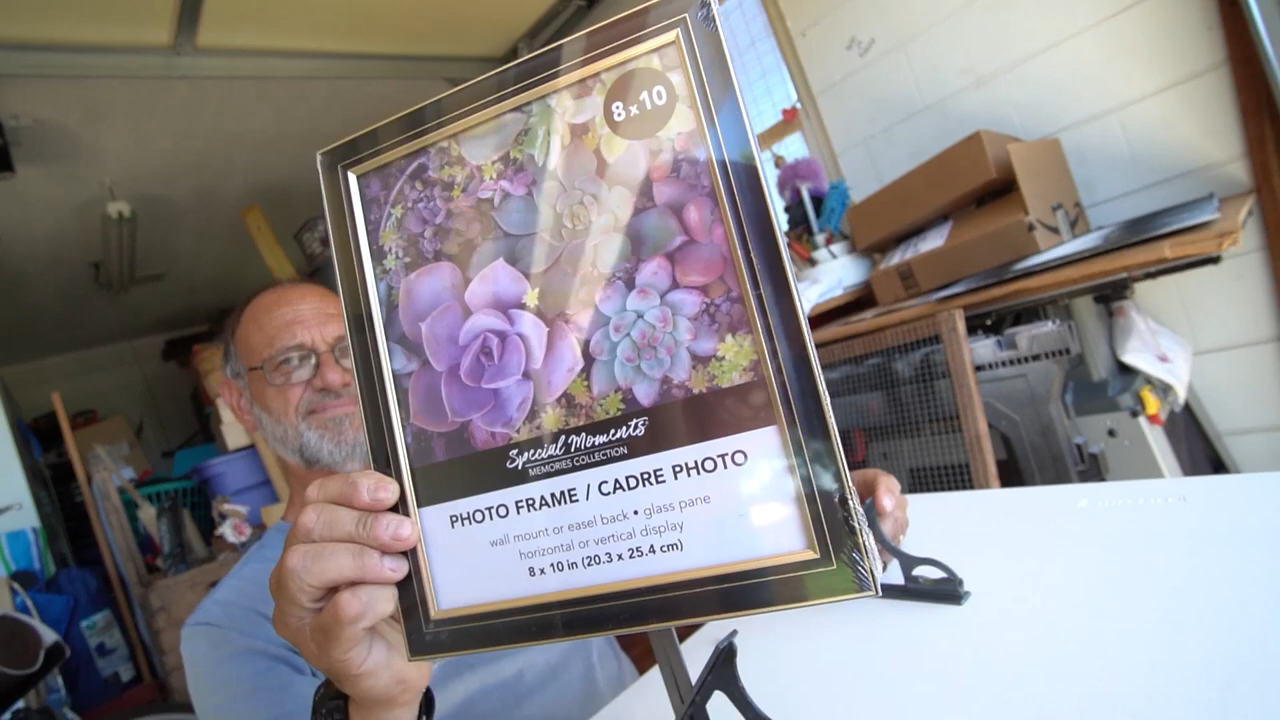 8x10
Special Moments
MEMORIES COLLECTION
PHOTO FRAME / CADRE PHOTO
wall mount or easel back • glass pane
horizontal or vertical display
8 x 10 in (20.3 x 25.4 cm)